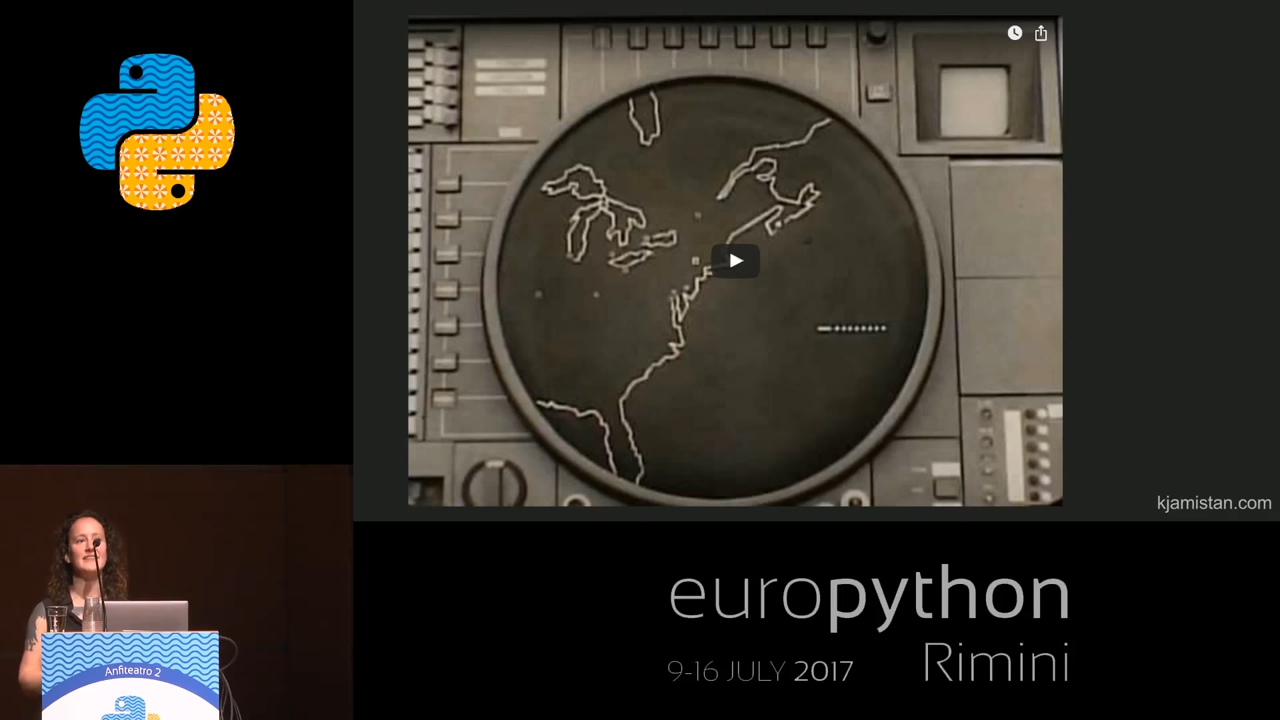 kjamistan.com
europython
9-16 JULY 2017
Rimini
Anfiteatro 2